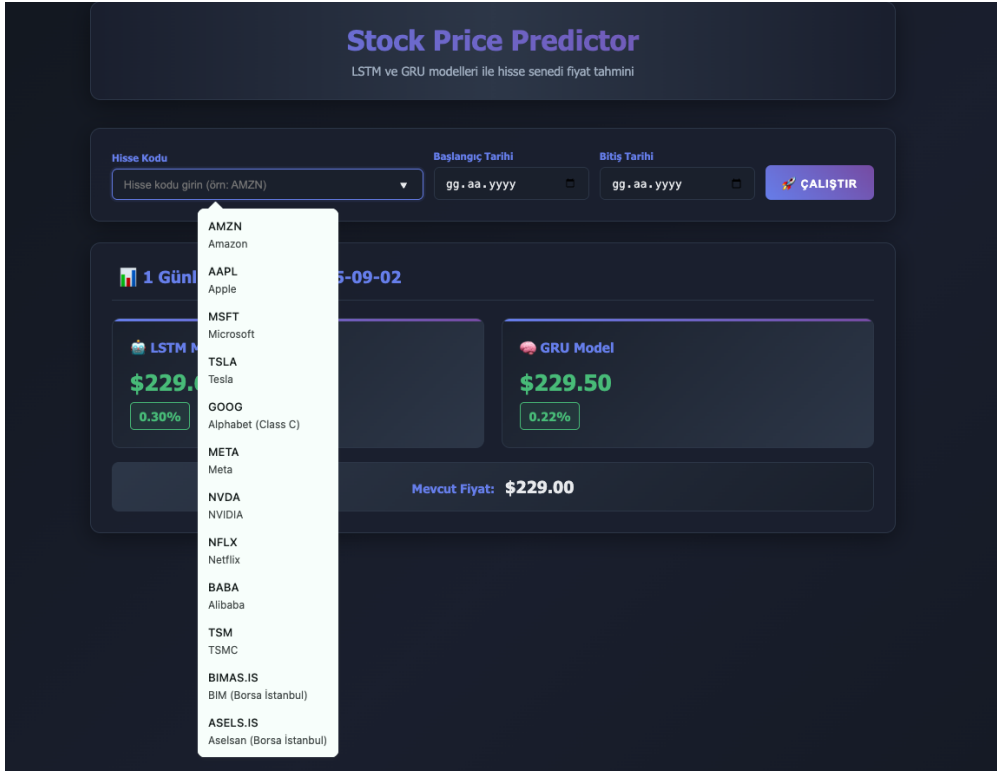 Stock Price Predictor
LSTM ve GRU modelleri ile hisse senedi fiyat tahmini
Hisse Kodu
Başlangıç Tarihi
Bitiş Tarihi
Hisse kodu girin (örn: AMZN)
gg.aa.yyyy
gg.aa.yyyy
ÇALIŞTIR
AMZN
Amazon
AAPL
Apple
MSFT
Microsoft
TSLA
Tesla
GOOG
Alphabet (Class C)
META
Meta
NVDA
NVIDIA
NFLX
Netflix
BABA
Alibaba
TSM
TSMC
BIMAS.IS
BIM (Borsa İstanbul)
ASELS.IS
Aselsan (Borsa İstanbul)
1 -09-02
LSTM
$229.
0.30%
GRU Model
$229.50
0.22%
Mevcut Fiyat: $229.00